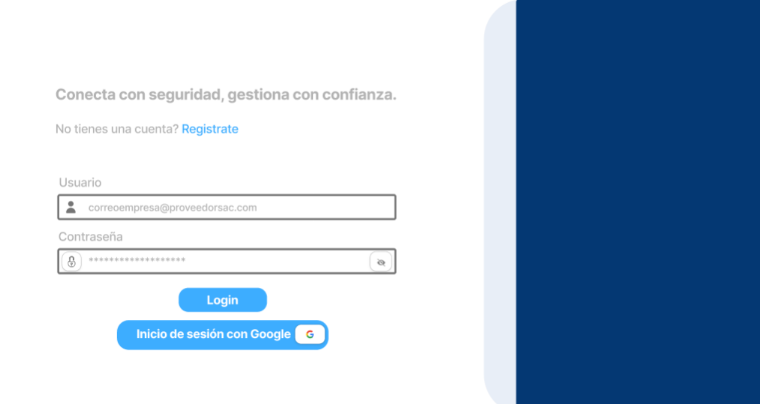 Conecta con seguridad, gestiona con confianza.
No tienes una cuenta? Registrate
Usuario
correoempresa@proveedorsac.com
Contraseña
*******************
Login
Inicio de sesión con Google G